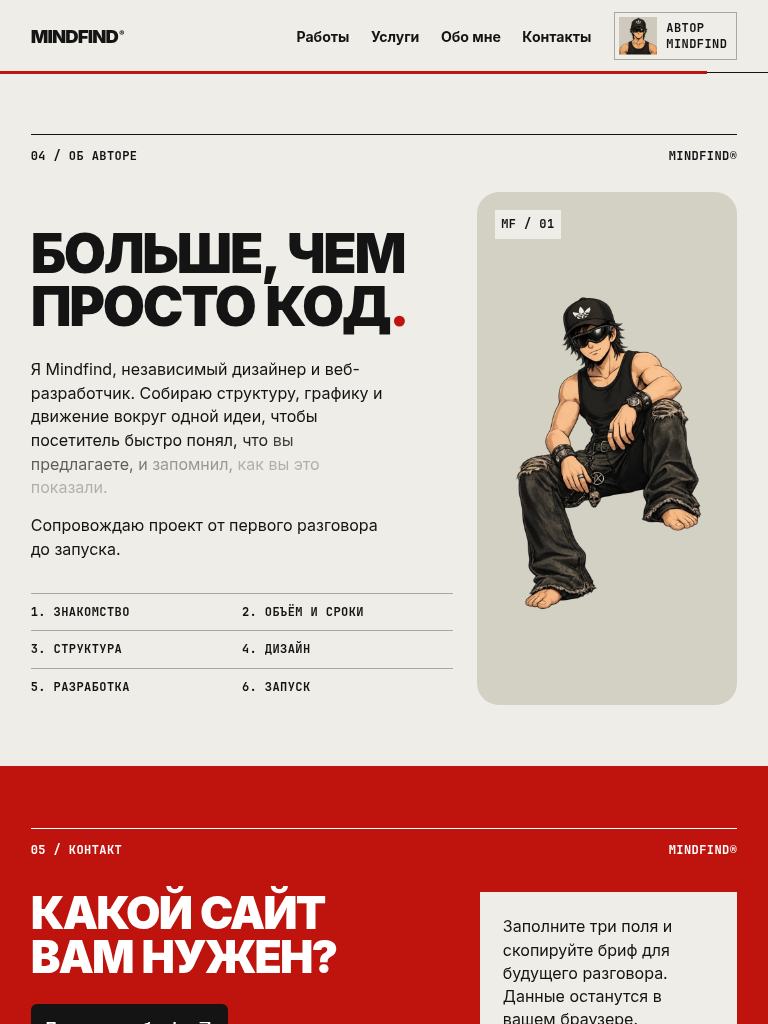 MINDFIND®
Работы
Услуги
Обо мне
Контакты
АВТОР
MINDFIND
04 / ОБ АВТОРЕ
MINDFIND®
MF / 01
БОЛЬШЕ, ЧЕМ
ПРОСТО КОД.
Я Mindfind, независимый дизайнер и веб-
разработчик. Собираю структуру, графику и
движение вокруг одной идеи, чтобы
посетитель быстро понял, что вы
предлагаете, и запомнил, как вы это
показали.
Сопровождаю проект от первого разговора
до запуска.
1. ЗНАКОМСТВО
2. ОБЪЁМ И СРОКИ
3. СТРУКТУРА
4. ДИЗАЙН
5. РАЗРАБОТКА
6. ЗАПУСК
05 / КОНТАКТ
MINDFIND®
КАКОЙ САЙТ
ВАМ НУЖЕН?
Заполните три поля и
скопируйте бриф для
будущего разговора.
Данные останутся в
вашем браузере.